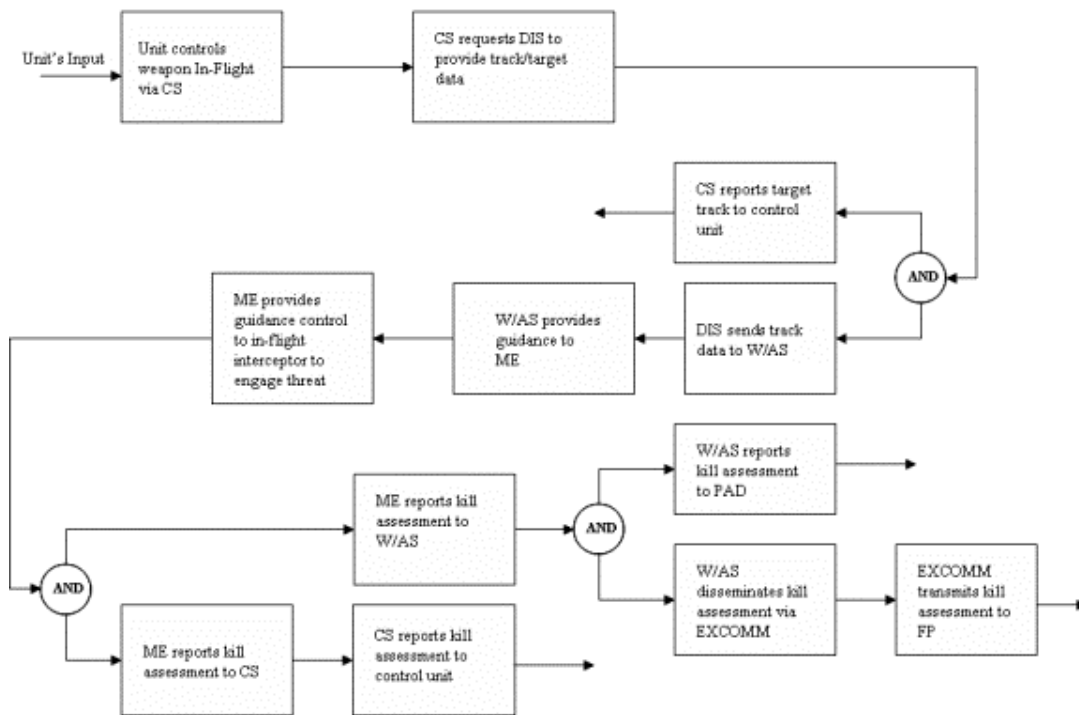 Unit's Input
Unit controls
weapon In-Flight
via CS
CS requests DIS to
provide track/target
data
CS reports target
track to control
unit
AND
ME provides
guidance control
to in-flight
interceptor to
engage threat
W/AS provides
guidance to
ME
DIS sends track
data to W/AS
W/AS reports
kill assessment
to PAD
ME reports kill
assessment to
W/AS
AND
AND
W/AS
disseminates kill
assessment via
EXCOMM
EXCOMM
transmits kill
assessment to
FP
ME reports kill
assessment to CS
CS reports kill
assessment to
control unit